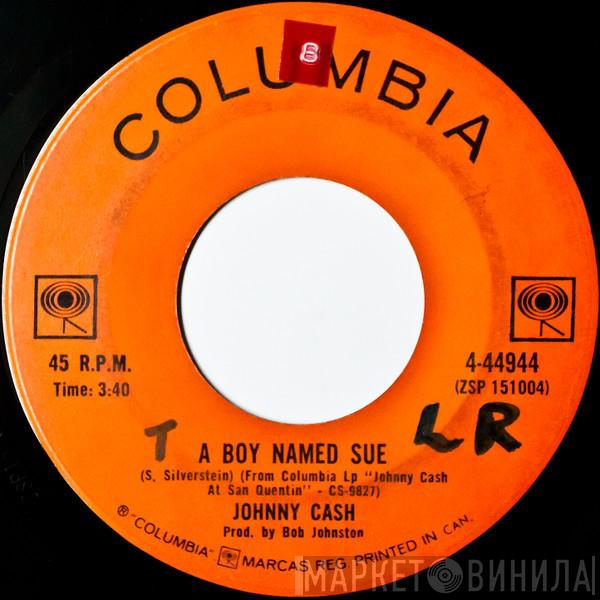 COLUMBIA
8
45 R.P.M.
Time: 3:40
4-44944
(ZSP 151004)
T
LR
A BOY NAMED SUE
(S. Silverstein) (From Columbia Lp "Johnny Cash
At San Quentin" - CS-9827)
JOHNNY CASH
Prod. by Bob Johnston
℗ "COLUMBIA" MARCAS REG. PRINTED IN CAN.
МАРКЕТ ВИНИЛА